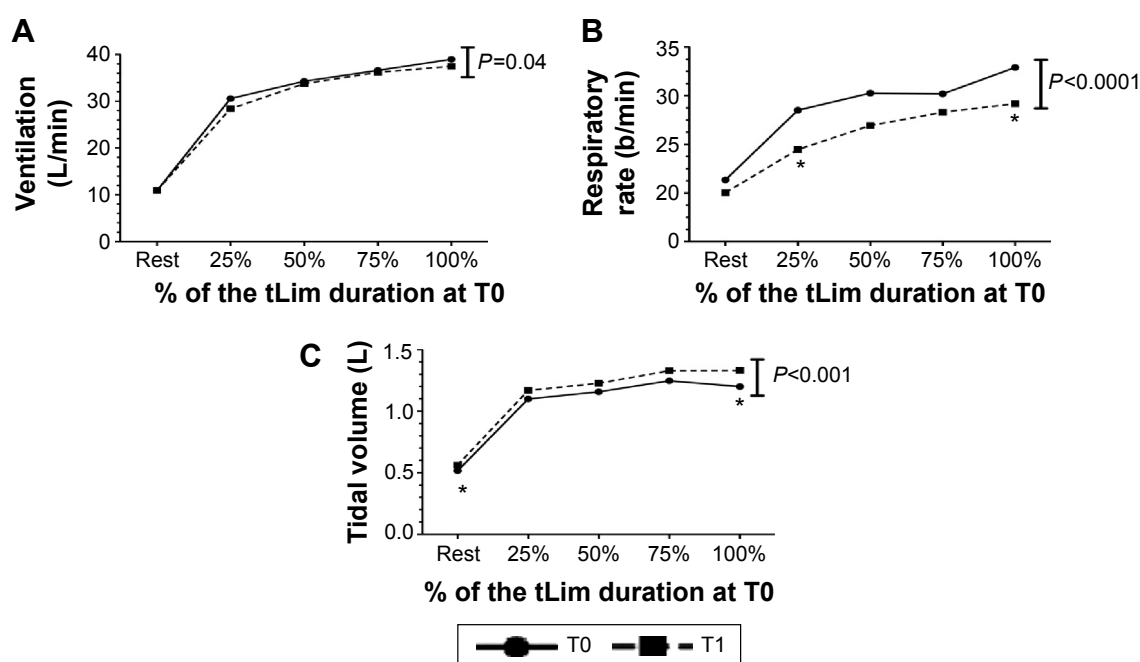 A
Ventilation
(L/min)
40
30
20
10
0
P=0.04
Rest 25% 50% 75% 100%
% of the tLim duration at T0
B
Respiratory
rate (b/min)
35
30
25
20
0
P<0.0001
*
*
Rest 25% 50% 75% 100%
% of the tLim duration at T0
C
Tidal volume (L)
1.5
1.0
0.5
0.0
P<0.001
*
*
Rest 25% 50% 75% 100%
% of the tLim duration at T0
T0 T1